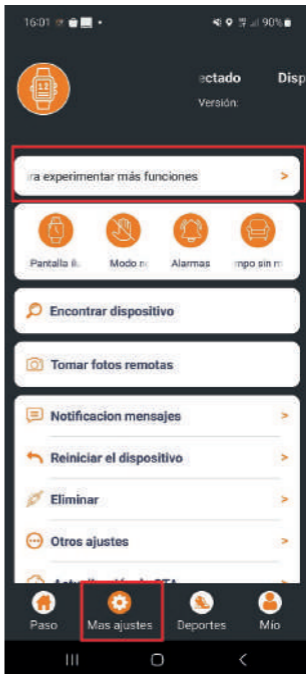 16:01 90%
ectado Disp
Versión:
ra experimentar más funciones >
Pantalla Modo Alarmas mpo sin
Encontrar dispositivo
Tomar fotos remotas
Notificacion mensajes >
Reiniciar el dispositivo >
Eliminar >
Otros ajustes >
Paso Mas ajustes Deportes Mío